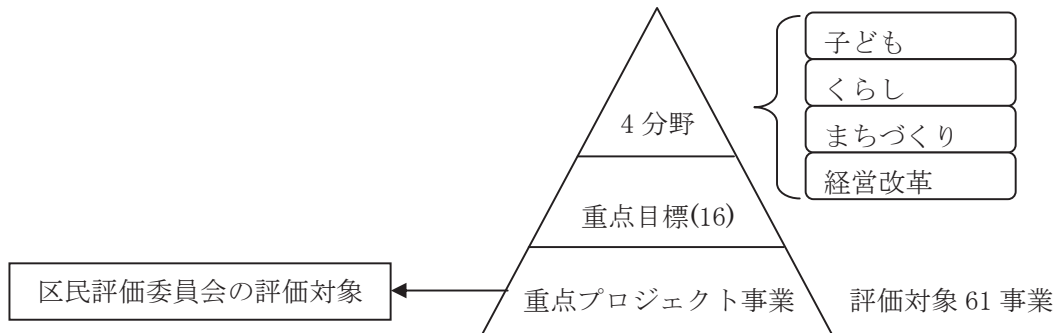 子ども
くらし
まちづくり
経営改革
4 分野
重点目標(16)
区民評価委員会の評価対象
重点プロジェクト事業
評価対象 61 事業